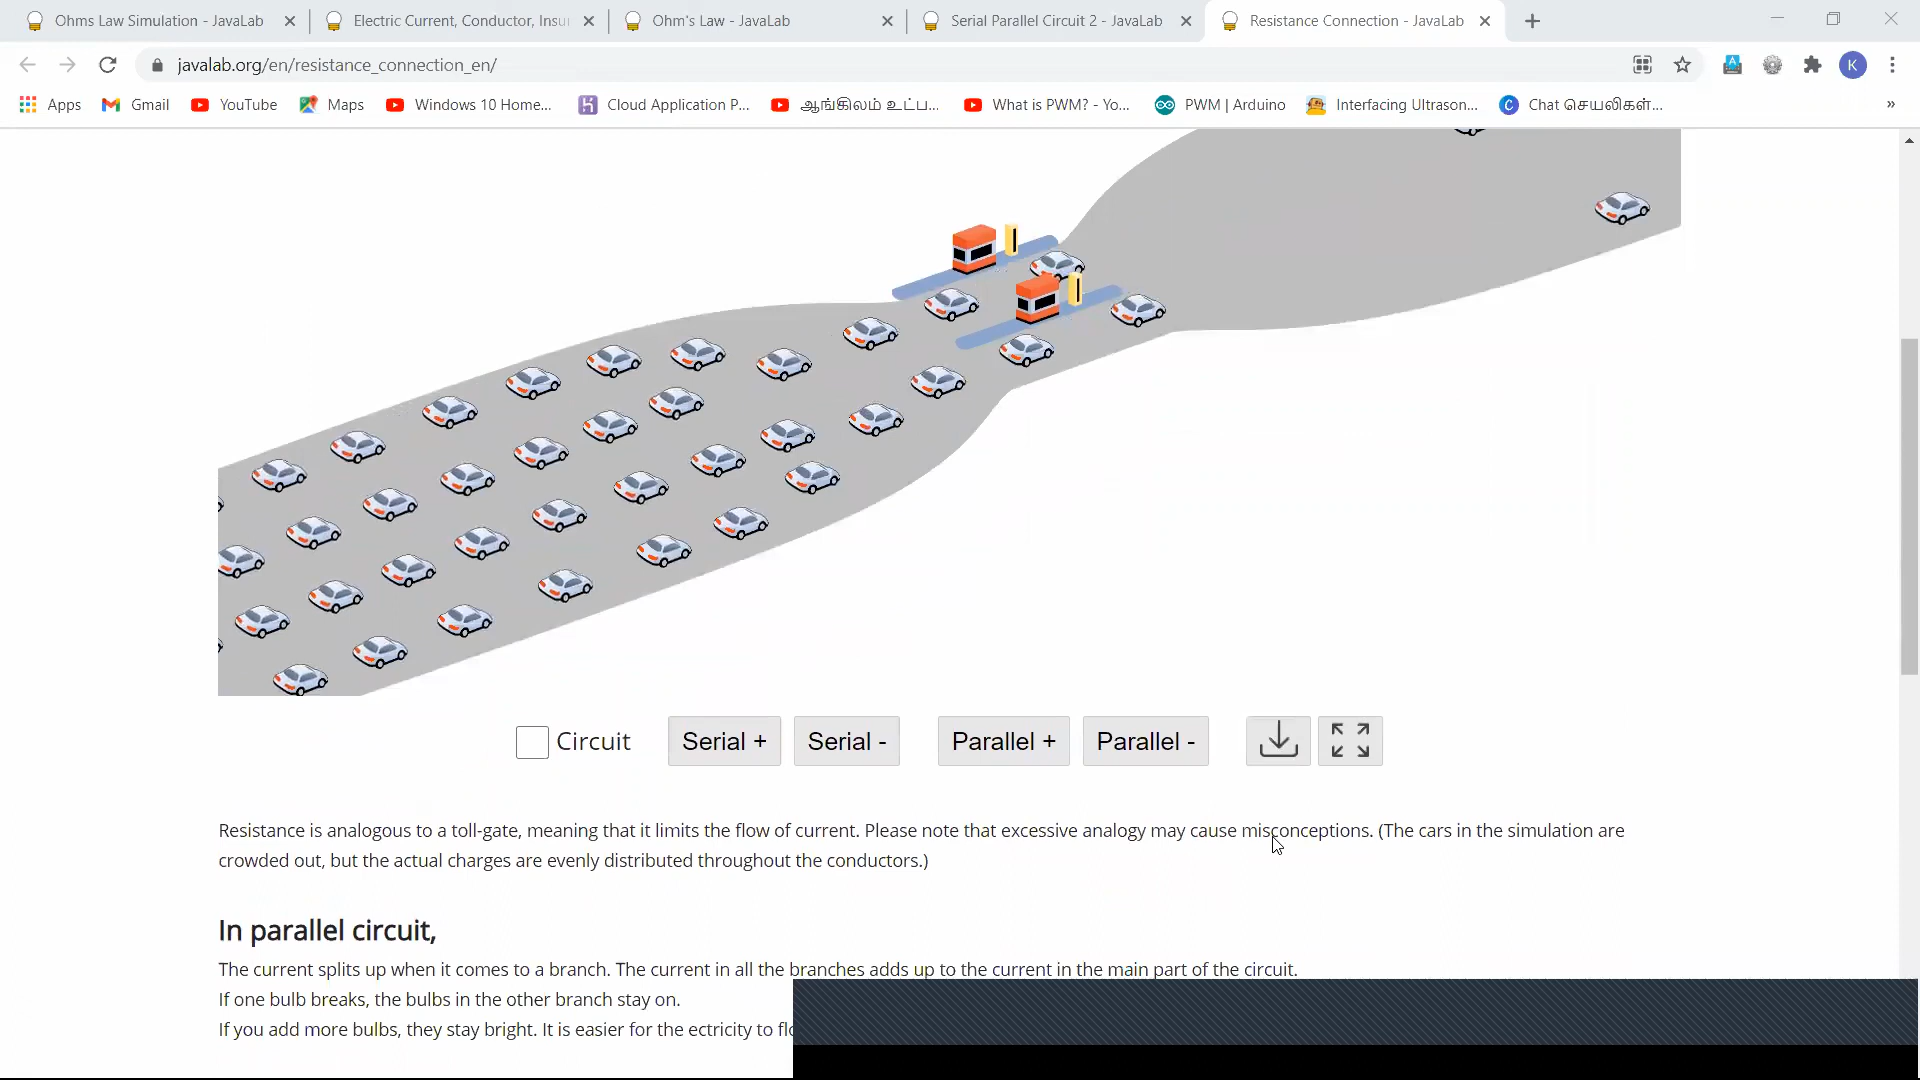 Ohms Law Simulation - JavaLab
Electric Current, Conductor, Insu
Ohm's Law - JavaLab
Serial Parallel Circuit 2 - JavaLab
Resistance Connection - JavaLab
javalab.org/en/resistance_connection_en/
K
Apps
Gmail
YouTube
Maps
Windows 10 Home...
Cloud Application P...
ஆங்கிலம் உட்ப...
What is PWM? - Yo...
PWM | Arduino
Interfacing Ultrason...
Chat செயலிகள்...
»
Circuit
Serial +
Serial -
Parallel +
Parallel -
Resistance is analogous to a toll-gate, meaning that it limits the flow of current. Please note that excessive analogy may cause misconceptions. (The cars in the simulation are
crowded out, but the actual charges are evenly distributed throughout the conductors.)
In parallel circuit,
The current splits up when it comes to a branch. The current in all the branches adds up to the current in the main part of the circuit.
If one bulb breaks, the bulbs in the other branch stay on.
If you add more bulbs, they stay bright. It is easier for the ectricity to